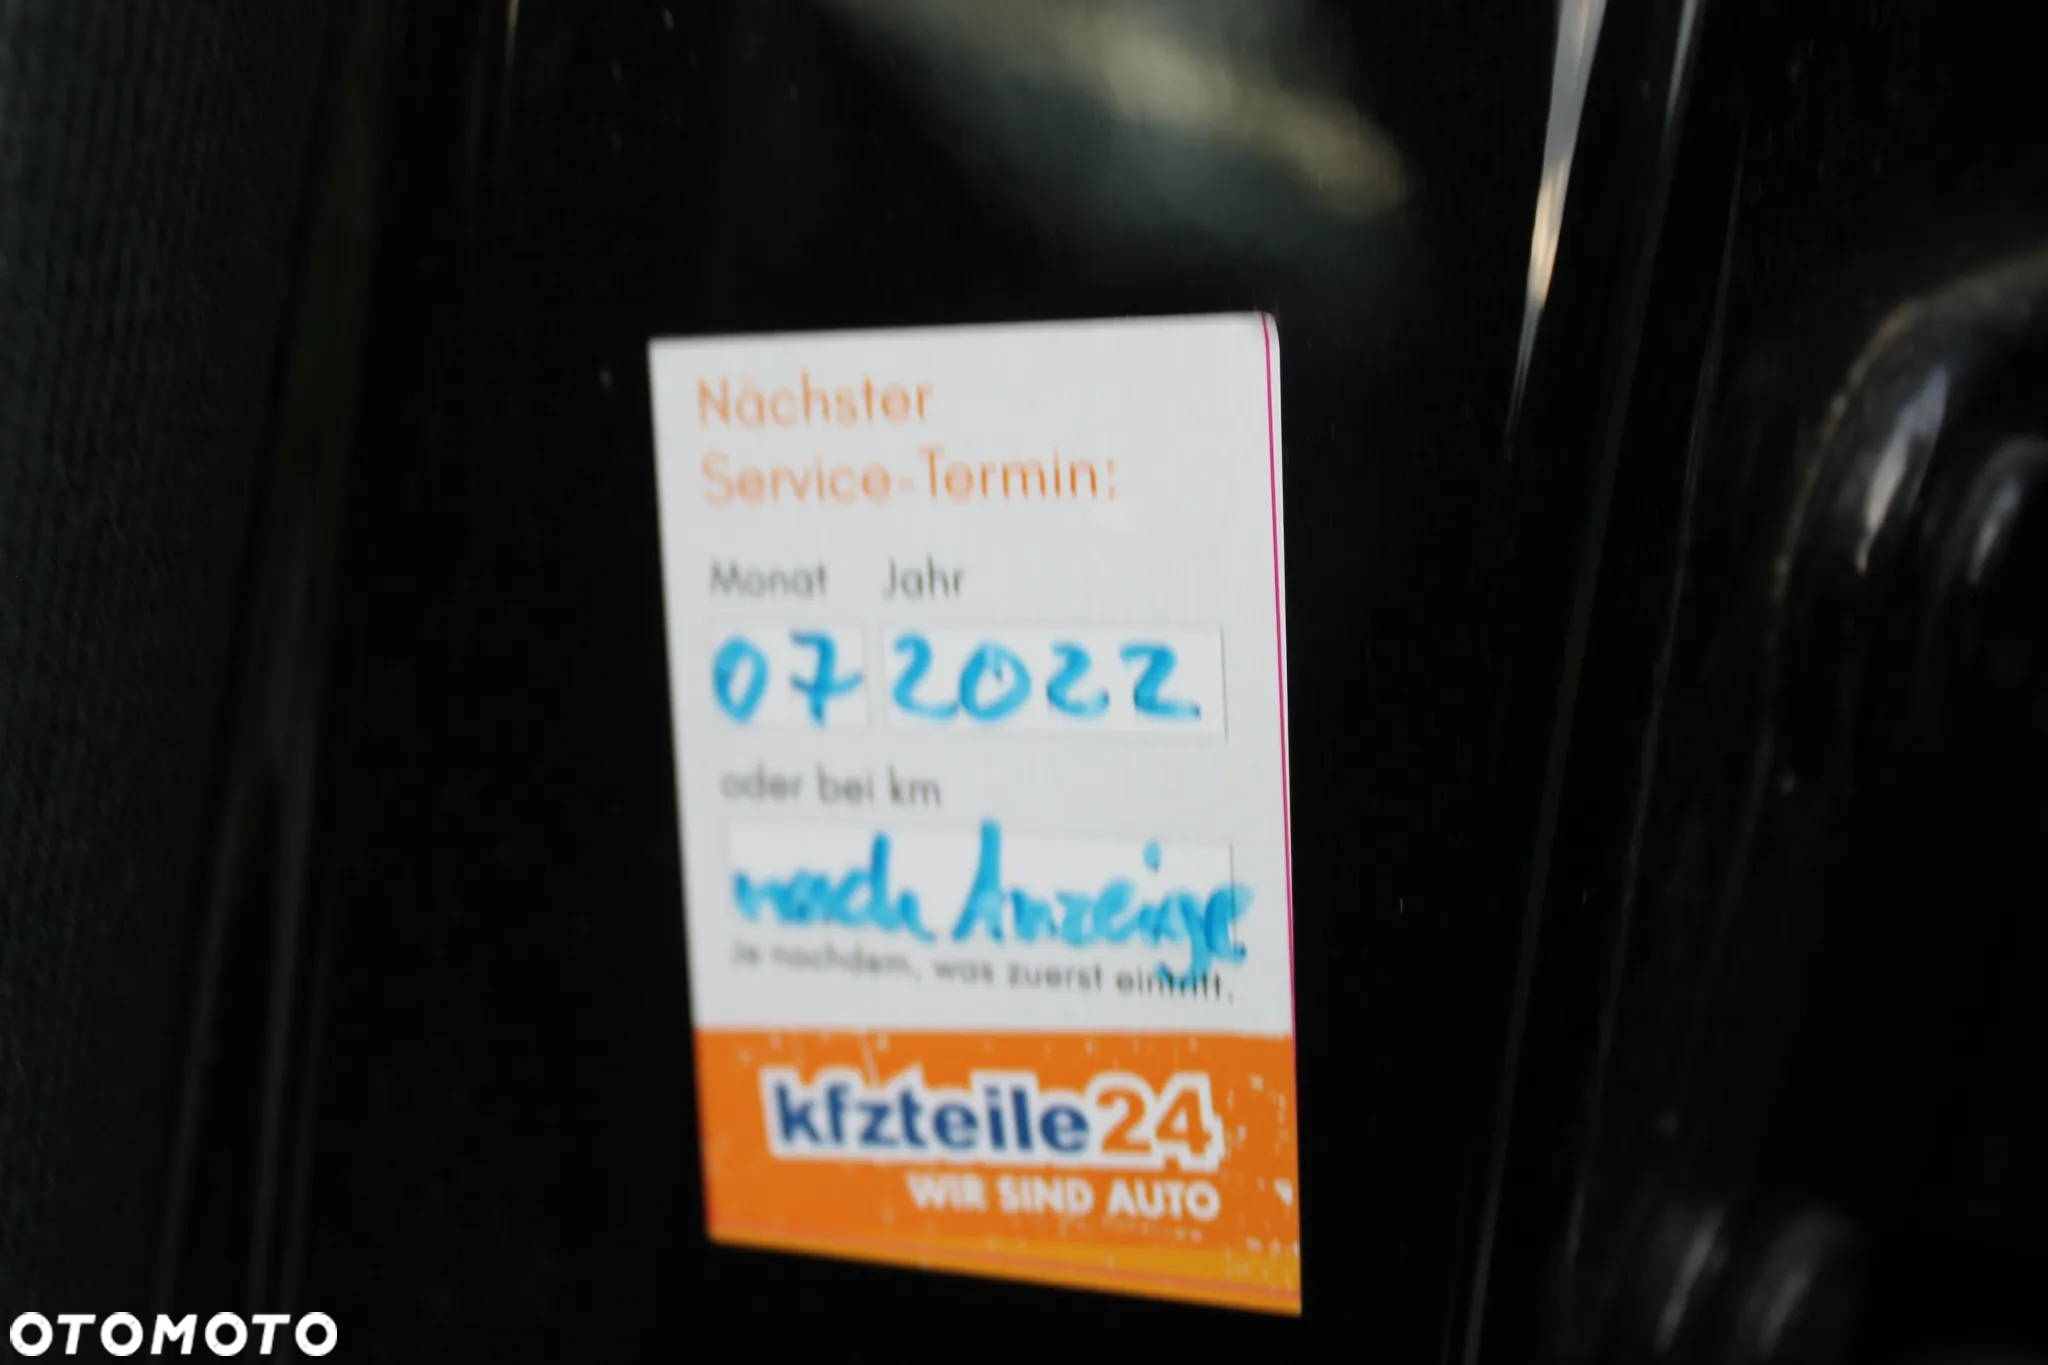 Nächster
Service-Termin:
Monat Jahr
07 2022
oder bei km
nach Anzeige
Je nachdem, was zuerst eintritt.
kfzteile24
WIR SIND AUTO
OTOMOTO